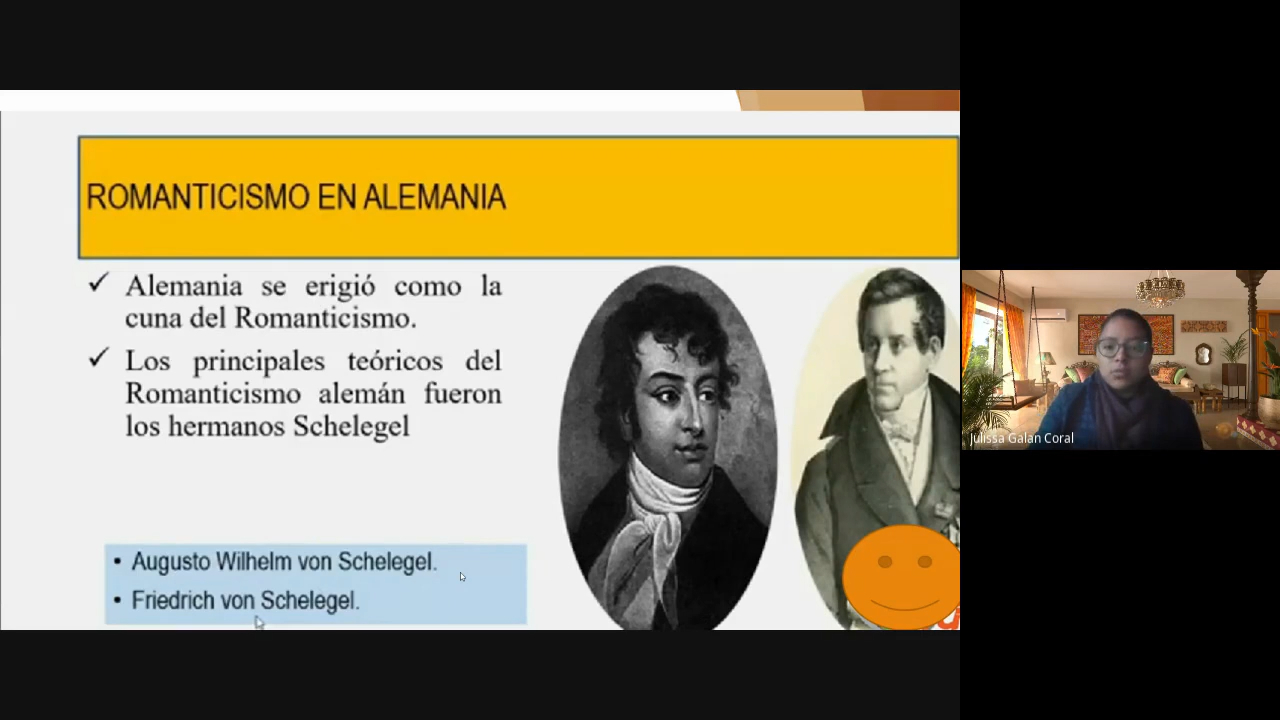 ROMANTICISMO EN ALEMANIA
✓ Alemania se erigió como la
cuna del Romanticismo.
✓ Los principales teóricos del
Romanticismo alemán fueron
los hermanos Schelegel
• Augusto Wilhelm von Schelegel.
• Friedrich von Schelegel.
Julissa Galan Coral